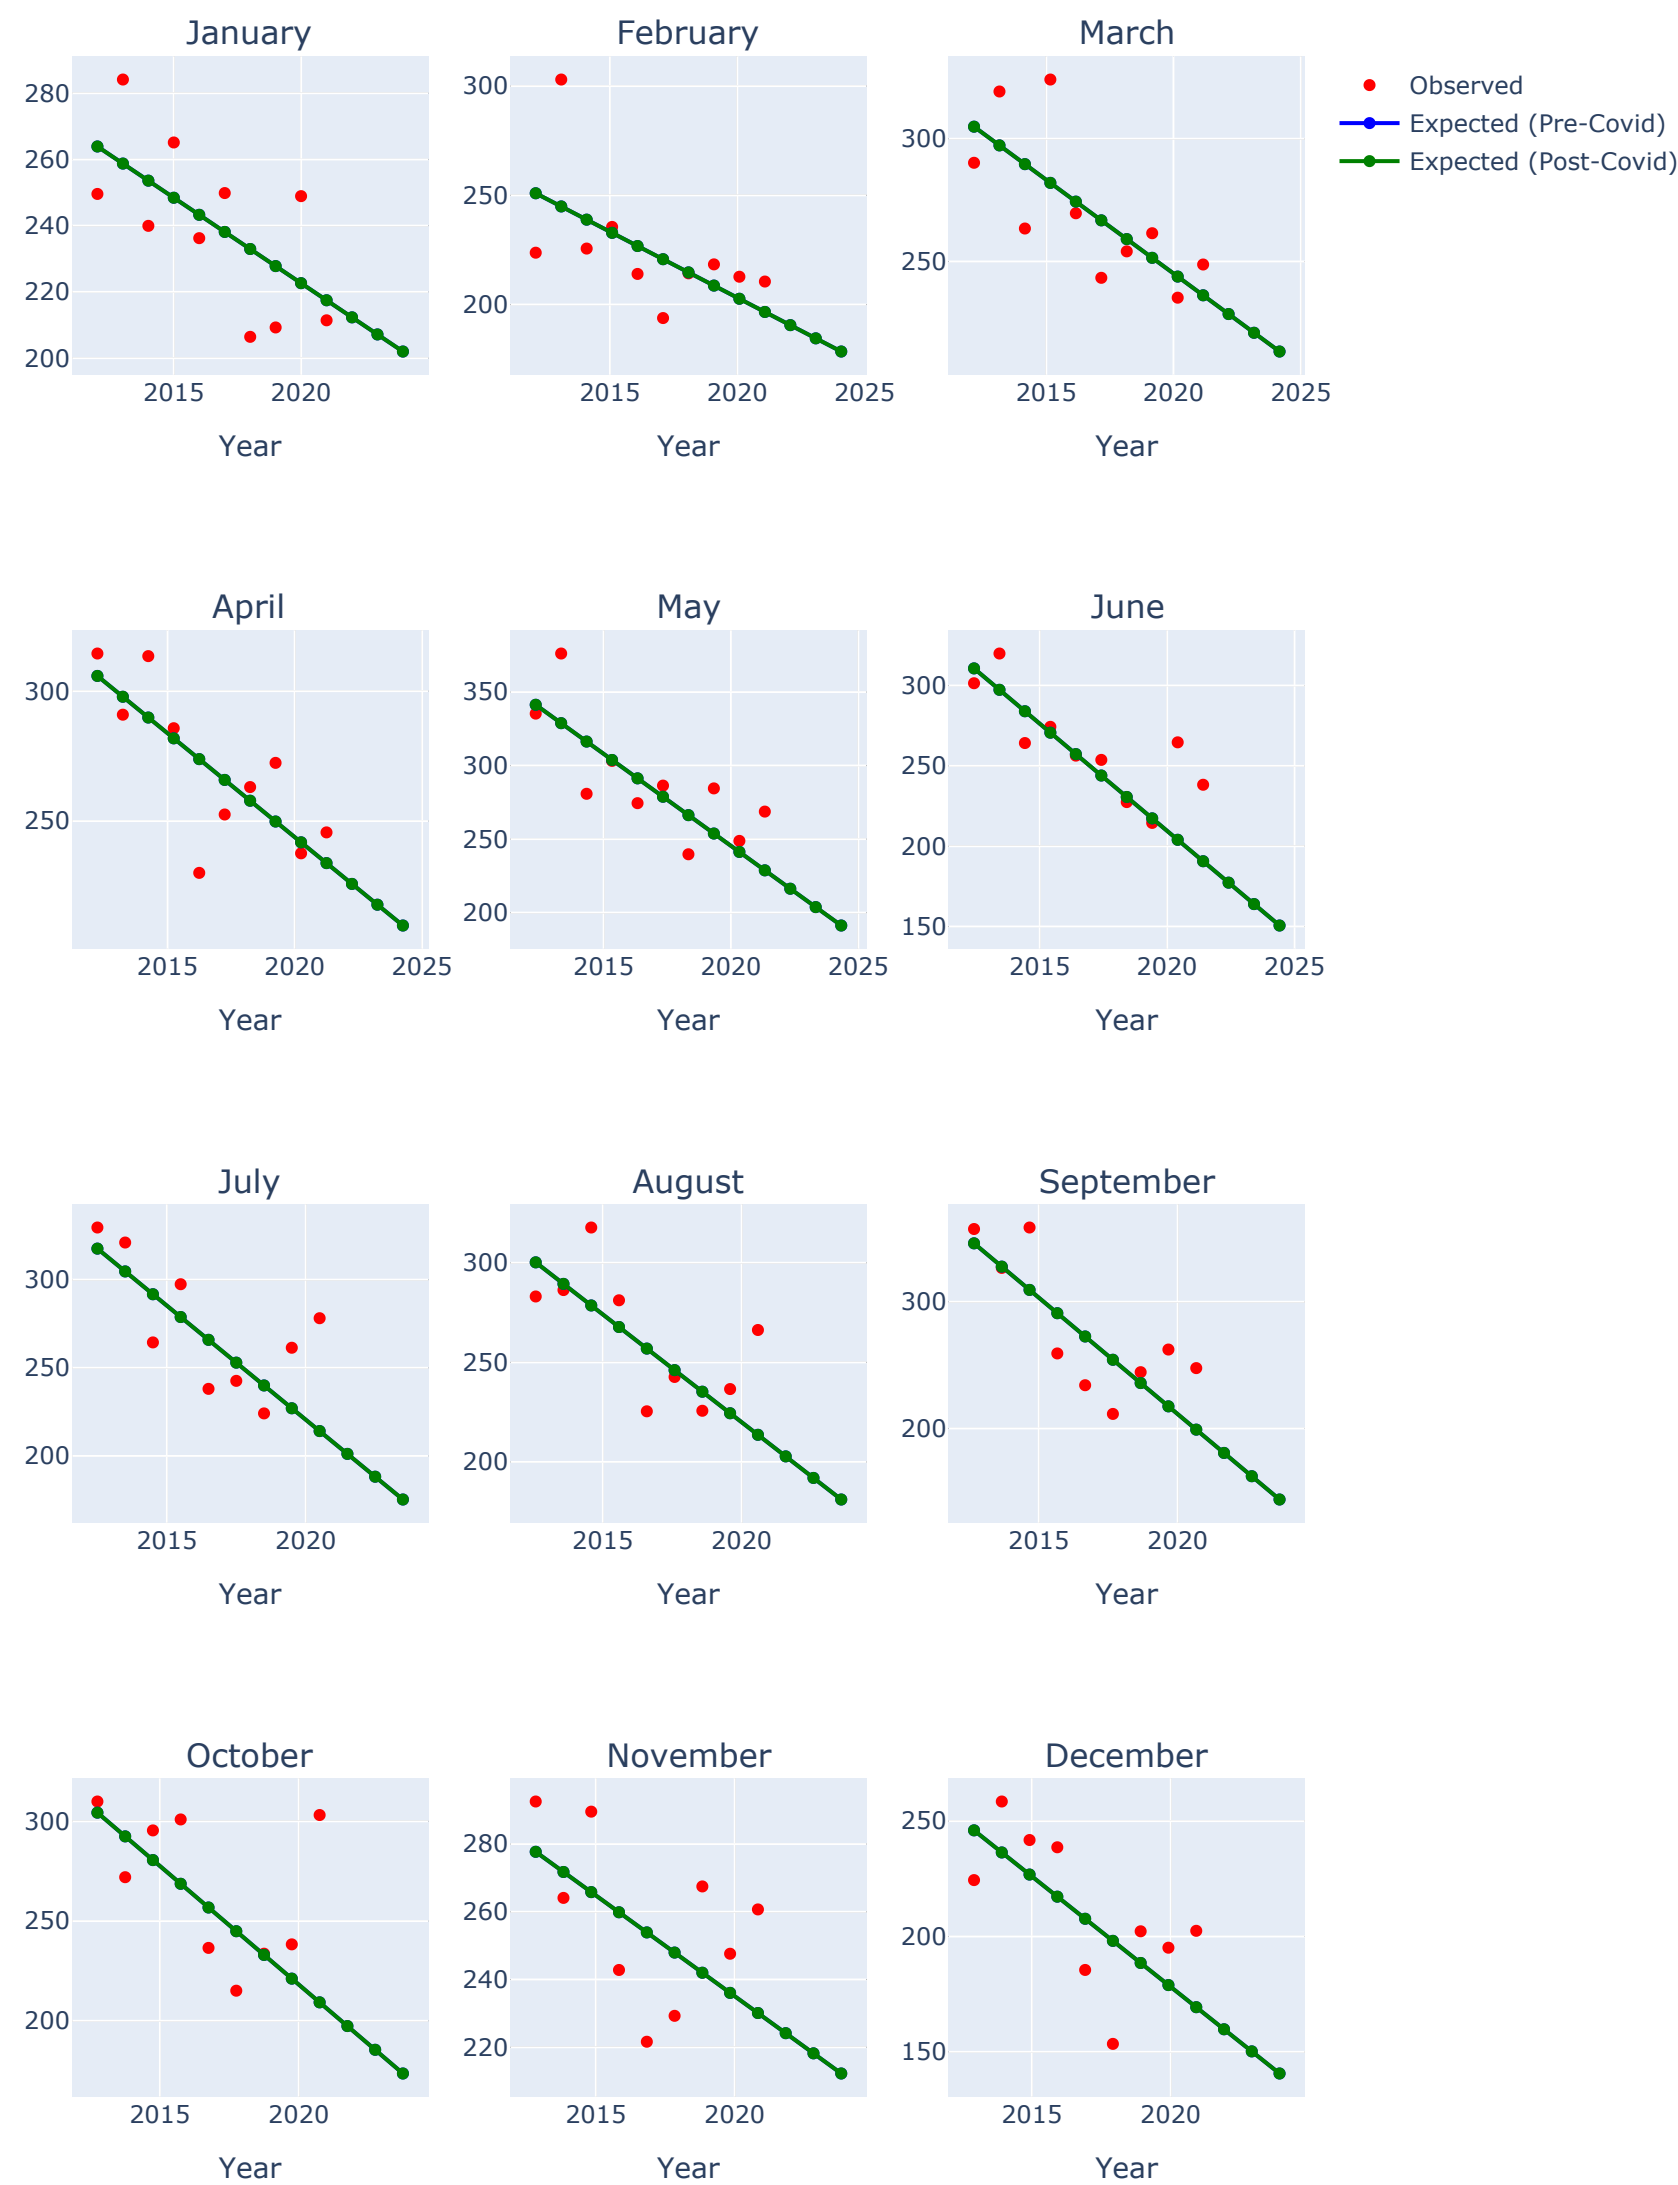 January
February
March
280
260
240
220
200
2015
2020
Year
300
250
200
2015
2020
2025
Year
300
250
2015
2020
2025
Year
Observed
Expected (Pre-Covid)
Expected (Post-Covid)
April
May
June
300
250
2015
2020
2025
Year
350
300
250
200
2015
2020
2025
Year
300
250
200
150
2015
2020
2025
Year
July
August
September
300
250
200
2015
2020
Year
300
250
200
2015
2020
Year
300
200
2015
2020
Year
October
November
December
300
250
200
2015
2020
Year
280
260
240
220
2015
2020
Year
250
200
150
2015
2020
Year